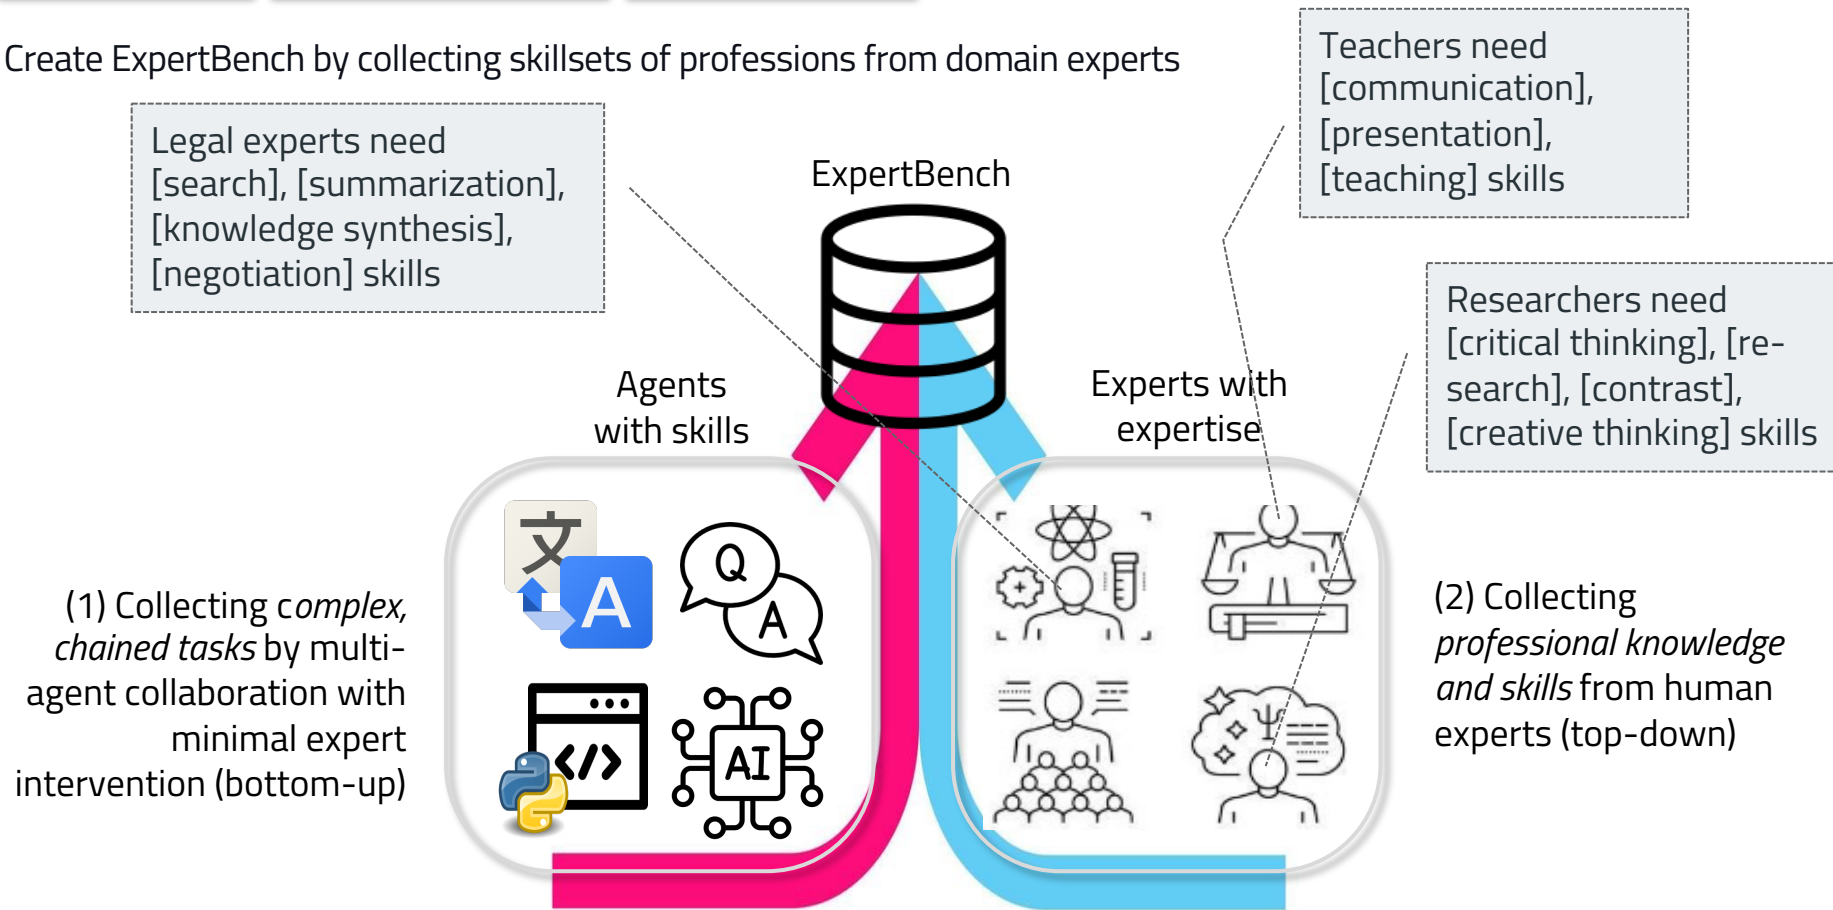 Create ExpertBench by collecting skillsets of professions from domain experts
Legal experts need
[search], [summarization],
[knowledge synthesis],
[negotiation] skills
ExpertBench
Teachers need
[communication],
[presentation],
[teaching] skills
Researchers need
[critical thinking], [re-
search], [contrast],
[creative thinking] skills
Agents
with skills
Experts with
expertise
文
A
Q
A
</>
AI
Ψ
(1) Collecting complex,
chained tasks by multi-
agent collaboration with
minimal expert
intervention (bottom-up)
(2) Collecting
professional knowledge
and skills from human
experts (top-down)